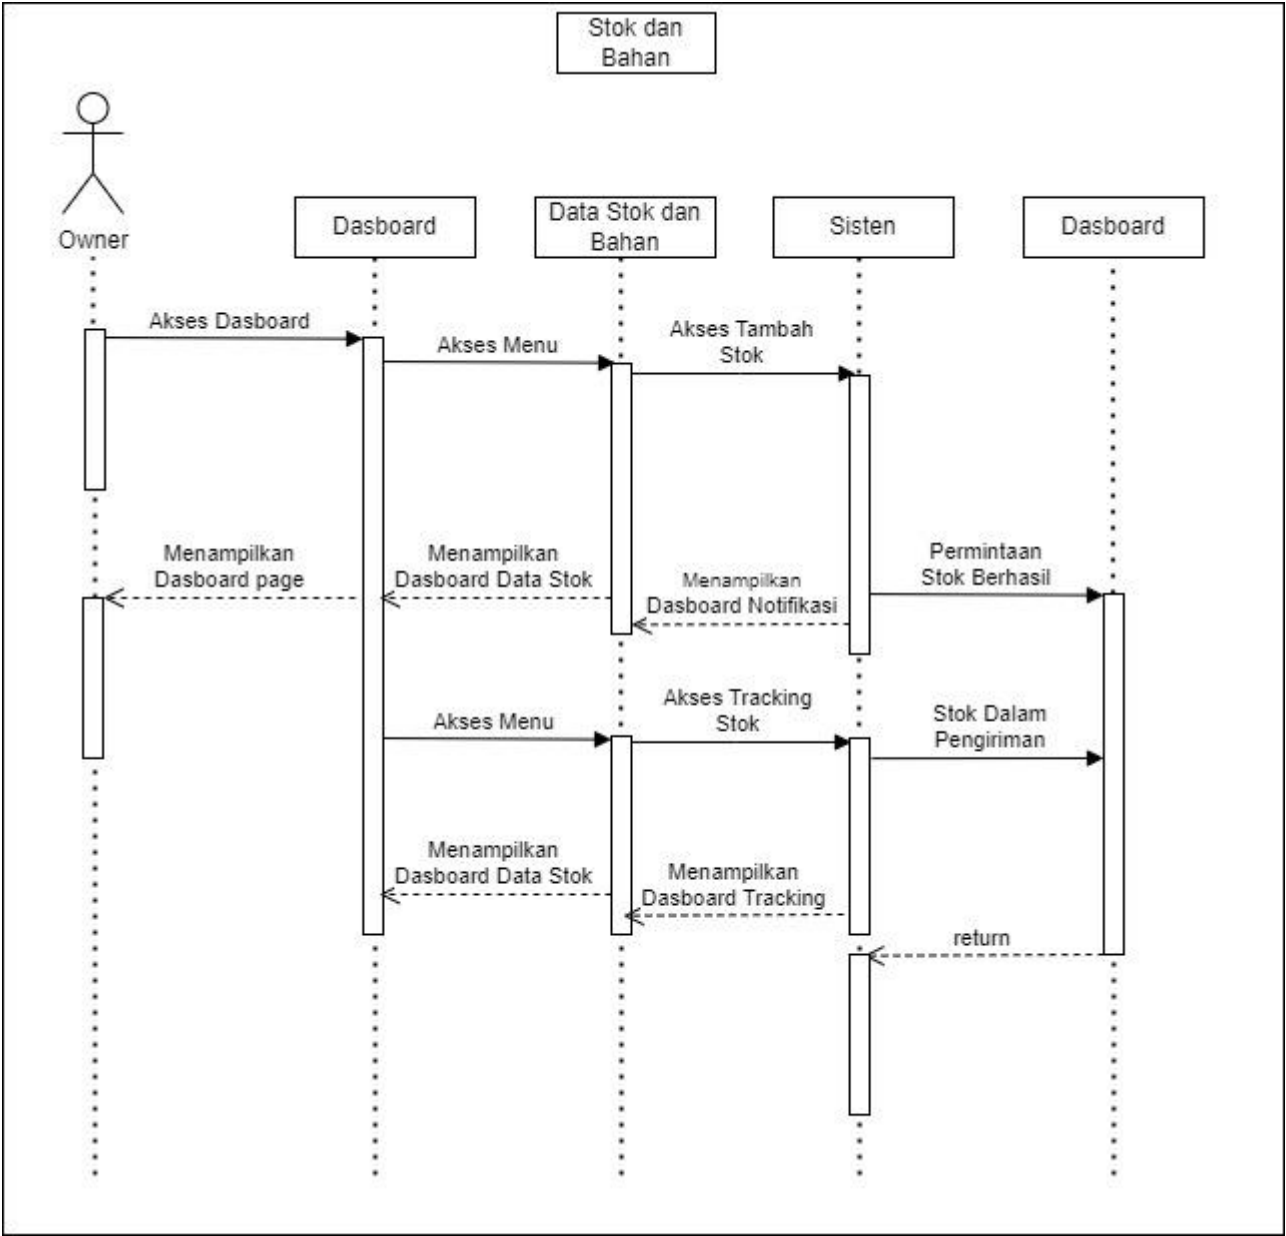 Stok dan
Bahan
Owner
Dasboard
Data Stok dan
Bahan
Sisten
Dasboard
Akses Dasboard
Akses Menu
Akses Tambah
Stok
Menampilkan
Dasboard page
Menampilkan
Dasboard Data Stok
Menampilkan
Dasboard Notifikasi
Permintaan
Stok Berhasil
Akses Menu
Akses Tracking
Stok
Stok Dalam
Pengiriman
Menampilkan
Dasboard Data Stok
Menampilkan
Dasboard Tracking
return